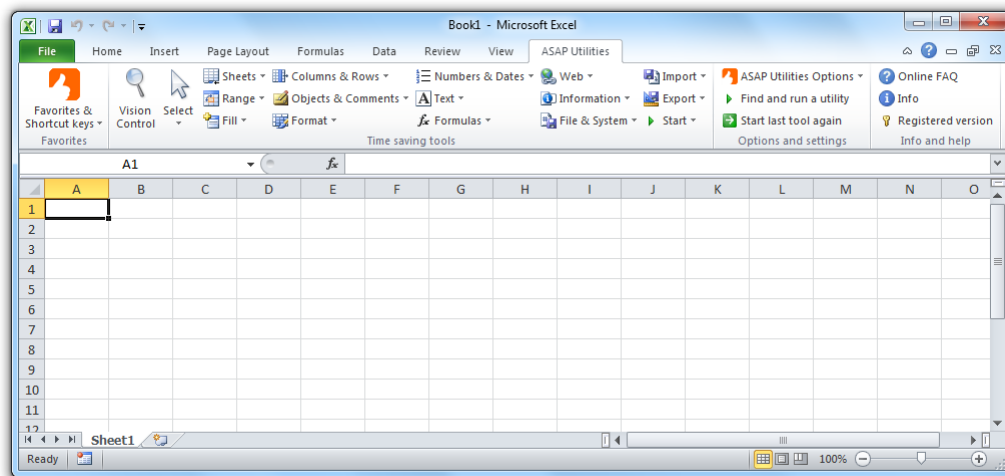 Book1 - Microsoft Excel
File Home Insert Page Layout Formulas Data Review View ASAP Utilities
Sheets Columns & Rows Numbers & Dates Web Import ASAP Utilities Options Online FAQ
Favorites & Shortcut keys Vision Control Select Range Objects & Comments Text Information Export Find and run a utility Info
Fill Format Formulas File & System Start Start last tool again Registered version
Favorites Time saving tools Options and settings Info and help
A1 fx
A B C D E F G H I J K L M N O
1
2
3
4
5
6
7
8
9
10
11
12
Sheet1
Ready 100%